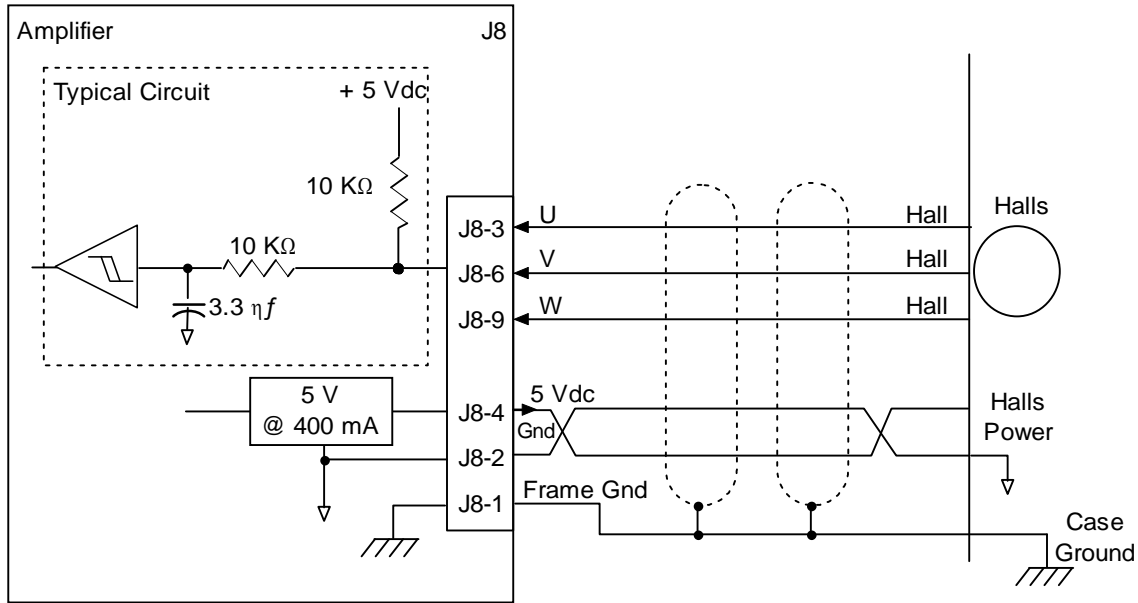 Amplifier
J8
Typical Circuit
+ 5 Vdc
10 KΩ
10 KΩ
3.3 ηf
J8-3
U
Hall
Halls
J8-6
V
Hall
J8-9
W
Hall
5 V
@ 400 mA
J8-4
5 Vdc
Gnd
Halls
Power
J8-2
J8-1
Frame Gnd
Case
Ground